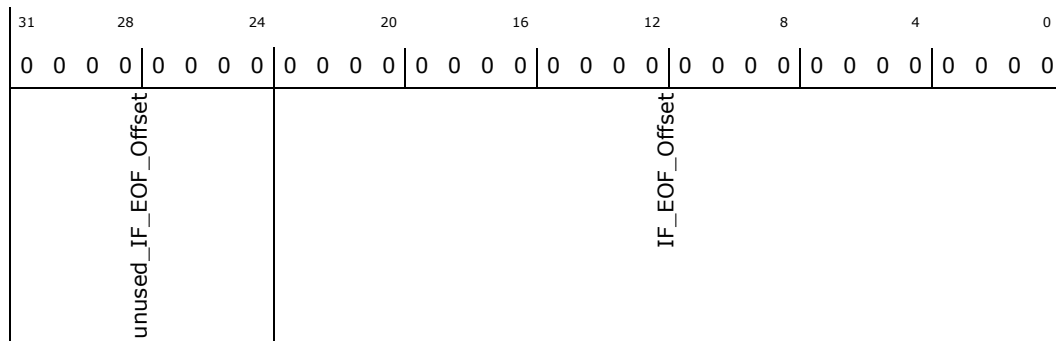 31 28 24 20 16 12 8 4 0
0 0 0 0 0 0 0 0 0 0 0 0 0 0 0 0 0 0 0 0 0 0 0 0 0 0 0 0 0 0 0 0
unused_IF_EOF_Offset
IF_EOF_Offset